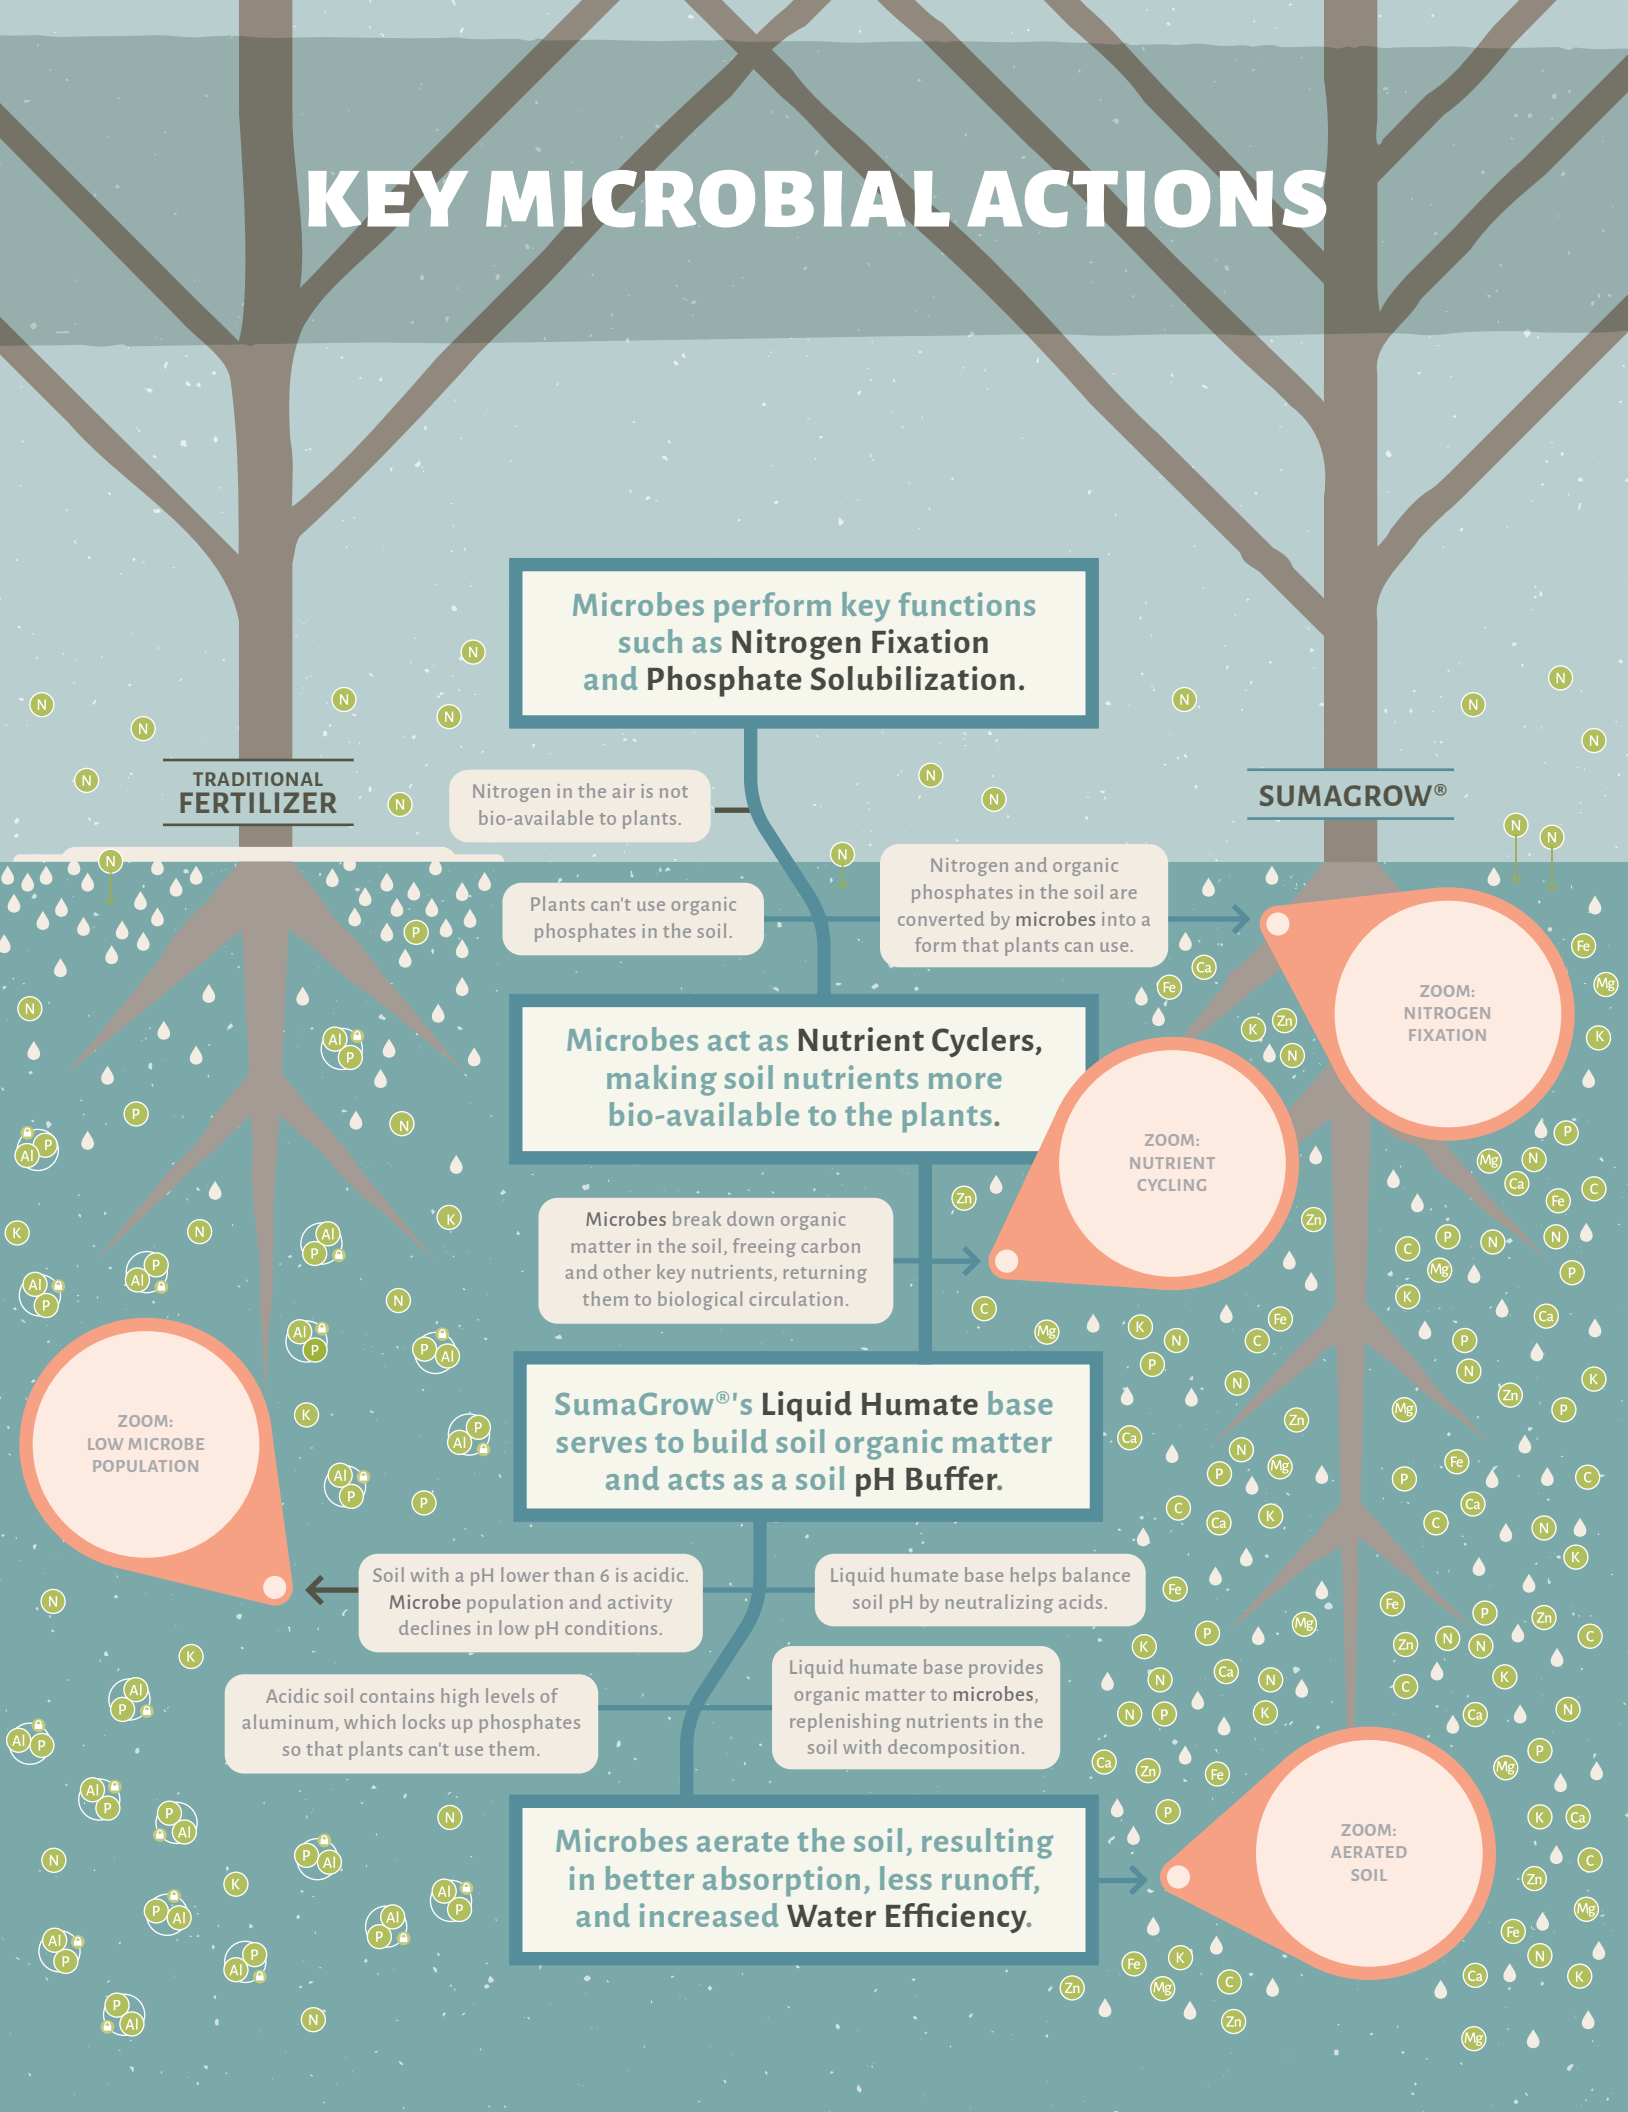 KEY MICROBIAL ACTIONS
Microbes perform key functions
such as Nitrogen Fixation
and Phosphate Solubilization.
TRADITIONAL
FERTILIZER
SUMAGROW®
Nitrogen in the air is not
bio-available to plants.
Plants can't use organic
phosphates in the soil.
Nitrogen and organic
phosphates in the soil are
converted by microbes into a
form that plants can use.
ZOOM:
NITROGEN
FIXATION
Microbes act as Nutrient Cyclers,
making soil nutrients more
bio-available to the plants.
ZOOM:
NUTRIENT
CYCLING
Microbes break down organic
matter in the soil, freeing carbon
and other key nutrients, returning
them to biological circulation.
SumaGrow®'s Liquid Humate base
serves to build soil organic matter
and acts as a soil pH Buffer.
ZOOM:
LOW MICROBE
POPULATION
Soil with a pH lower than 6 is acidic.
Microbe population and activity
declines in low pH conditions.
Liquid humate base helps balance
soil pH by neutralizing acids.
Acidic soil contains high levels of
aluminum, which locks up phosphates
so that plants can't use them.
Liquid humate base provides
organic matter to microbes,
replenishing nutrients in the
soil with decomposition.
Microbes aerate the soil, resulting
in better absorption, less runoff,
and increased Water Efficiency.
ZOOM:
AERATED
SOIL